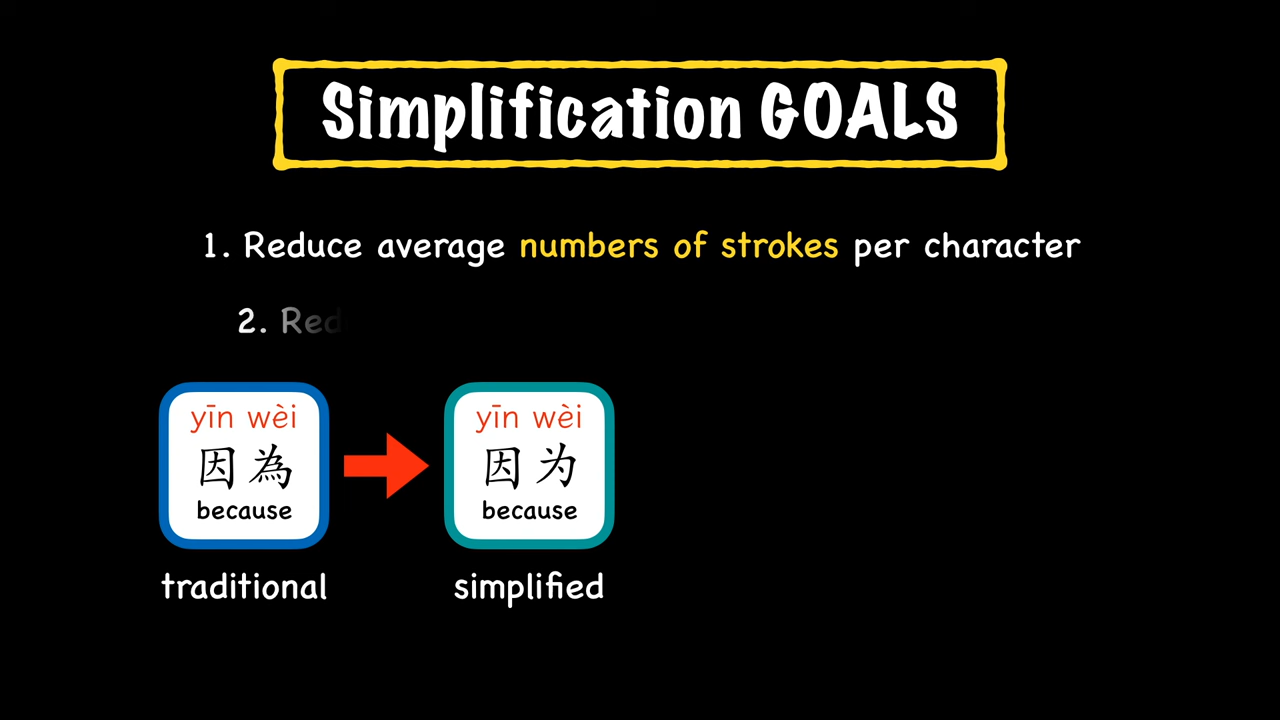 Simplification GOALS
1. Reduce average numbers of strokes per character
2. Red
yīn wèi
因為
because
traditional
yīn wèi
因为
because
simplified